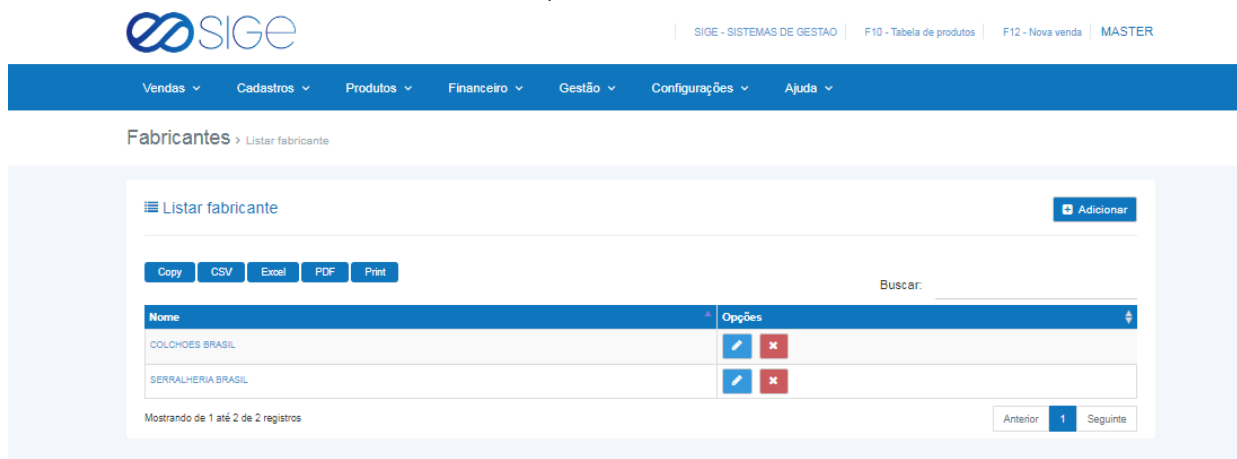 SIGE
SIGE - SISTEMAS DE GESTAO F10 - Tabela de produtos F12 - Nova venda MASTER
Vendas Cadastros Produtos Financeiro Gestão Configurações Ajuda
Fabricantes > Listar fabricante
Listar fabricante
Adicionar
Copy CSV Excel PDF Print
Buscar:
Nome Opções
COLCHOES BRASIL
SERRALHERIA BRASIL
Mostrando de 1 até 2 de 2 registros
Anterior 1 Seguinte